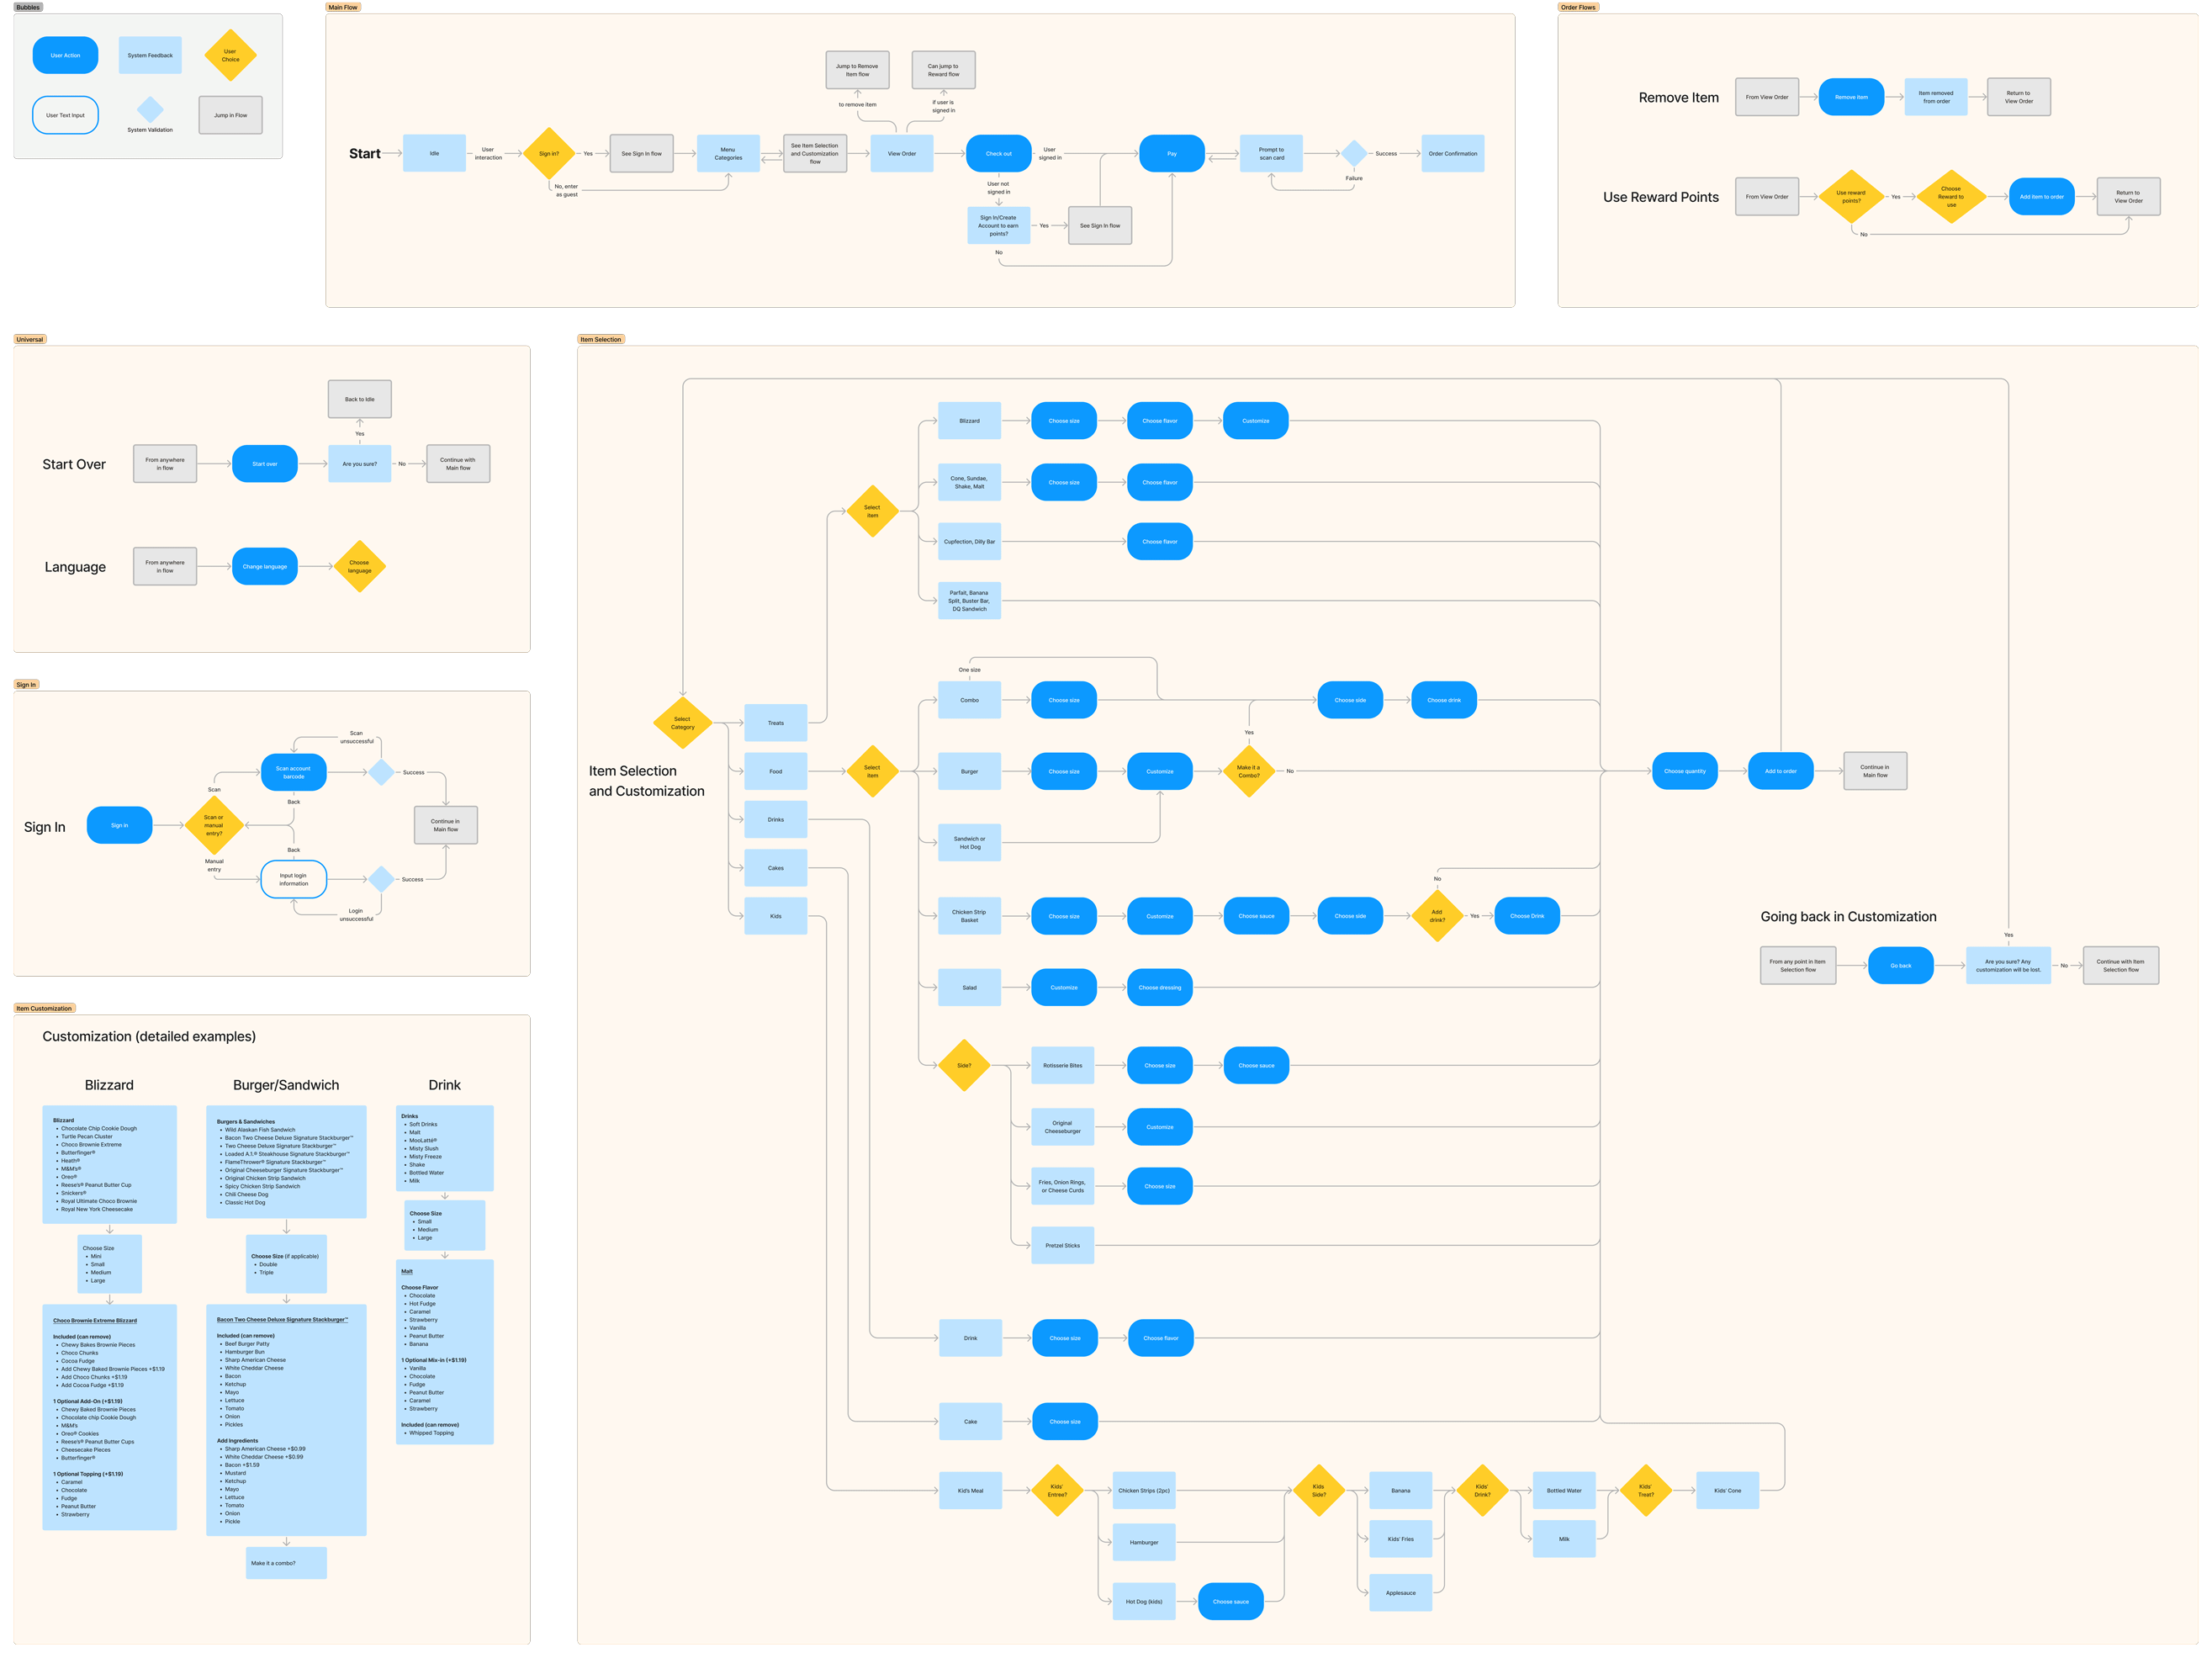 Bubbles
User Action
System Feedback
User
Choice
User Text Input
System Validation
Jump in Flow
Main Flow
Start
Idle
User
interaction
Sign in?
Yes
No, enter
as guest
See Sign In flow
Menu
Categories
See Item Selection
and Customization
flow
Jump to Remove
Item flow
to remove item
Can jump to
Reward flow
if user is
signed in
View Order
Check out
User
signed in
User not
signed in
Sign In/Create
Account to earn
points?
Yes
See Sign In flow
No
Pay
Prompt to
scan card
Success
Failure
Order Confirmation
Order Flows
Remove Item
From View Order
Remove Item
Item removed
from order
Return to
View Order
Use Reward Points
From View Order
Use reward
points?
Yes
Choose
Reward to
use
Add item to order
Return to
View Order
No
Universal
Start Over
From anywhere
in flow
Start over
Are you sure?
Yes
Back to Idle
No
Continue with
Main flow
Language
From anywhere
in flow
Change language
Choose
language
Sign In
Sign In
Sign in
Scan or
manual
entry?
Scan
Scan account
barcode
Scan
unsuccessful
Success
Back
Back
Manual
entry
Input login
information
Success
Login
unsuccessful
Continue in
Main flow
Item Customization
Customization (detailed examples)
Blizzard
Blizzard
• Chocolate Chip Cookie Dough
• Turtle Pecan Cluster
• Choco Brownie Extreme
• Butterfinger®
• Heath®
• M&M's®
• Oreo®
• Reese's® Peanut Butter Cup
• Snickers®
• Royal Ultimate Choco Brownie
• Royal New York Cheesecake
Choose Size
• Mini
• Small
• Medium
• Large
Choco Brownie Extreme Blizzard
Included (can remove)
• Chewy Bakes Brownie Pieces
• Choco Chunks
• Cocoa Fudge
• Add Chewy Baked Brownie Pieces +$1.19
• Add Choco Chunks +$1.19
• Add Cocoa Fudge +$1.19
1 Optional Add-On (+$1.19)
• Chewy Baked Brownie Pieces
• Chocolate chip Cookie Dough
• M&M's
• Oreo® Cookies
• Reese's® Peanut Butter Cups
• Cheesecake Pieces
• Butterfinger®
1 Optional Topping (+$1.19)
• Caramel
• Chocolate
• Fudge
• Peanut Butter
• Strawberry
Burger/Sandwich
Burgers & Sandwiches
• Wild Alaskan Fish Sandwich
• Bacon Two Cheese Deluxe Signature Stackburger™
• Two Cheese Deluxe Signature Stackburger™
• Loaded A.1.® Steakhouse Signature Stackburger™
• FlameThrower® Signature Stackburger™
• Original Cheeseburger Signature Stackburger™
• Original Chicken Strip Sandwich
• Spicy Chicken Strip Sandwich
• Chili Cheese Dog
• Classic Hot Dog
Choose Size (if applicable)
• Double
• Triple
Bacon Two Cheese Deluxe Signature Stackburger™
Included (can remove)
• Beef Burger Patty
• Hamburger Bun
• Sharp American Cheese
• White Cheddar Cheese
• Bacon
• Ketchup
• Mayo
• Lettuce
• Tomato
• Onion
• Pickles
Add Ingredients
• Sharp American Cheese +$0.99
• White Cheddar Cheese +$0.99
• Bacon +$1.59
• Mustard
• Ketchup
• Mayo
• Lettuce
• Tomato
• Onion
• Pickle
Make it a combo?
Drink
Drinks
• Soft Drinks
• Malt
• MooLatté®
• Misty Slush
• Misty Freeze
• Shake
• Bottled Water
• Milk
Choose Size
• Small
• Medium
• Large
Malt
Choose Flavor
• Chocolate
• Hot Fudge
• Caramel
• Strawberry
• Vanilla
• Peanut Butter
• Banana
1 Optional Mix-in (+$1.19)
• Vanilla
• Chocolate
• Fudge
• Peanut Butter
• Caramel
• Strawberry
Included (can remove)
• Whipped Topping
Item Selection
Item Selection
and Customization
Select
Category
Treats
Food
Drinks
Cakes
Kids
Select
item
Blizzard
Choose size
Choose flavor
Customize
Cone, Sundae,
Shake, Malt
Choose size
Choose flavor
Cupfection, Dilly Bar
Choose flavor
Parfait, Banana
Split, Buster Bar,
DQ Sandwich
Select
item
One size
Combo
Choose size
Choose side
Choose drink
Burger
Choose size
Customize
Yes
Make it a
Combo?
No
Sandwich or
Hot Dog
Chicken Strip
Basket
Choose size
Customize
Choose sauce
Choose side
No
Add
drink?
Yes
Choose Drink
Salad
Customize
Choose dressing
Side?
Rotisserie Bites
Choose size
Choose sauce
Original
Cheeseburger
Customize
Fries, Onion Rings,
or Cheese Curds
Choose size
Pretzel Sticks
Drink
Choose size
Choose flavor
Cake
Choose size
Kid's Meal
Kids'
Entree?
Chicken Strips (2pc)
Hamburger
Hot Dog (kids)
Choose sauce
Kids
Side?
Banana
Kids' Fries
Applesauce
Kids'
Drink?
Bottled Water
Milk
Kids'
Treat?
Kids' Cone
Choose quantity
Add to order
Continue in
Main flow
Going back in Customization
From any point in Item
Selection flow
Go back
Are you sure? Any
customization will be lost.
Yes
No
Continue with Item
Selection flow